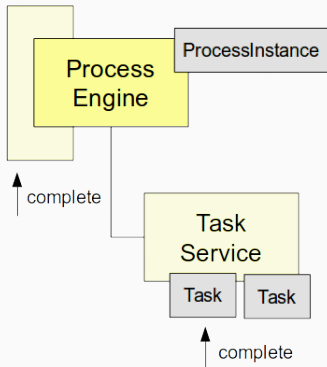 ProcessInstance
Process
Engine
complete
Task
Service
Task
Task
complete